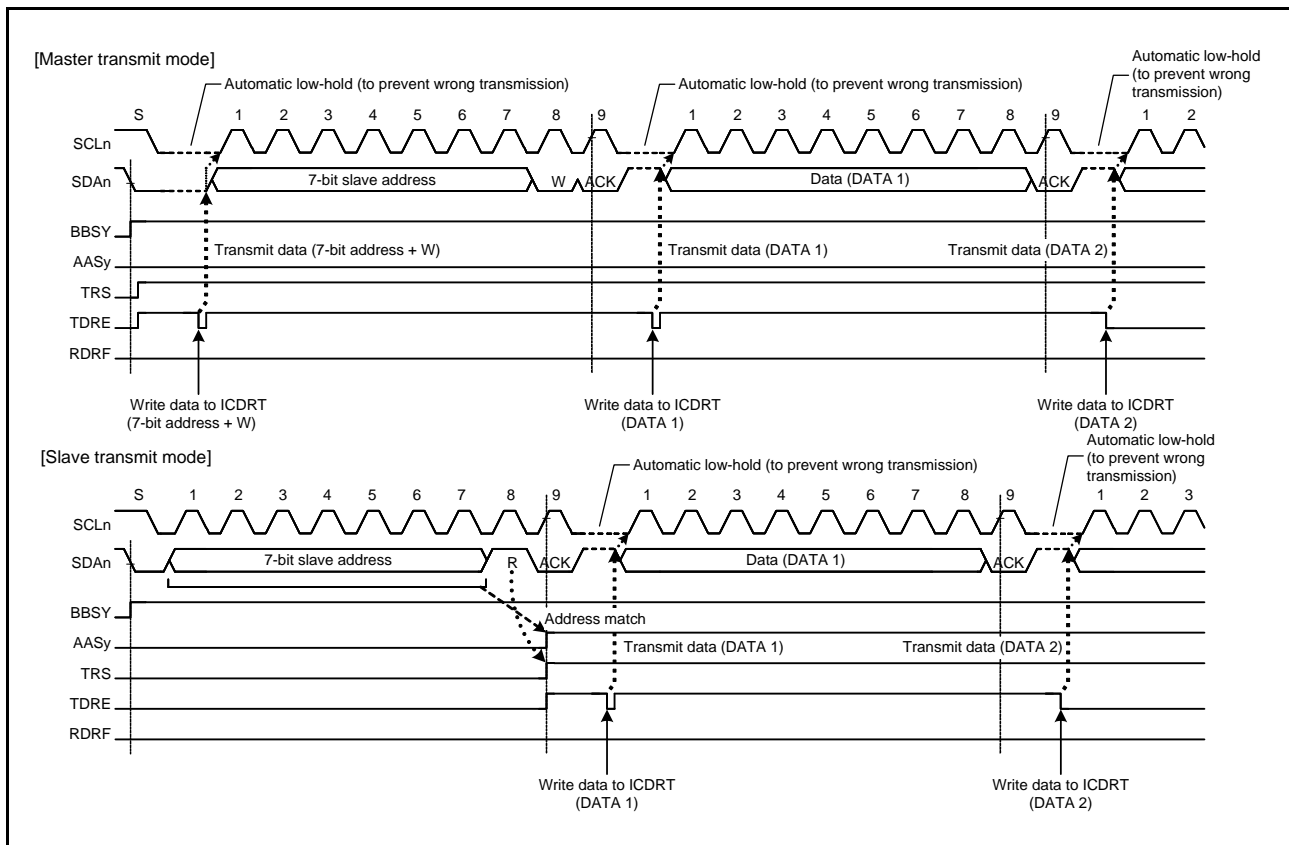 [Master transmit mode]
Automatic low-hold (to prevent wrong transmission)
Automatic low-hold (to prevent wrong transmission)
Automatic low-hold
(to prevent wrong
transmission)
S 1 2 3 4 5 6 7 8 9 1 2 3 4 5 6 7 8 9 1 2
SCLn
SDAn 7-bit slave address W ACK Data (DATA 1) ACK
BBSY
Transmit data (7-bit address + W) Transmit data (DATA 1) Transmit data (DATA 2)
AASy
TRS
TDRE
RDRF
Write data to ICDRT
(7-bit address + W)
Write data to ICDRT
(DATA 1)
Write data to ICDRT
(DATA 2)
[Slave transmit mode]
Automatic low-hold (to prevent wrong transmission)
Automatic low-hold
(to prevent wrong
transmission)
S 1 2 3 4 5 6 7 8 9 1 2 3 4 5 6 7 8 9 1 2 3
SCLn
SDAn 7-bit slave address R ACK Data (DATA 1) ACK
BBSY
Address match
AASy
Transmit data (DATA 1) Transmit data (DATA 2)
TRS
TDRE
RDRF
Write data to ICDRT
(DATA 1)
Write data to ICDRT
(DATA 2)